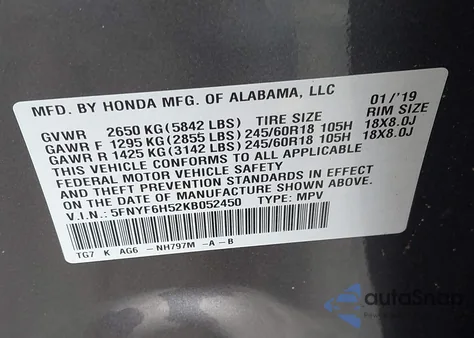 MFD. BY HONDA MFG. OF ALABAMA, LLC 01/'19
TIRE SIZE RIM SIZE
GVWR 2650 KG (5842 LBS)
GAWR F 1295 KG (2855 LBS) 245/60R18 105H 18X8.0J
GAWR R 1425 KG (3142 LBS) 245/60R18 105H 18X8.0J
THIS VEHICLE CONFORMS TO ALL APPLICABLE
FEDERAL MOTOR VEHICLE SAFETY
AND THEFT PREVENTION STANDARDS IN EFFECT
ON THE DATE OF MANUFACTURE SHOWN ABOVE.
V.I.N.: 5FNYF6H52KB052450 TYPE: MPV
TG7 K AG6 -NH797M -A-B
autoSnap